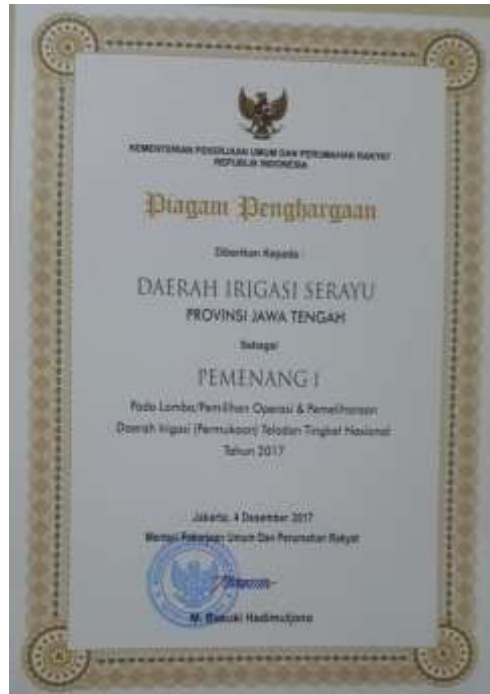 KEMENTERIAN PEKERJAAN UMUM DAN PERUMAHAN RAKYAT
REPUBLIK INDONESIA
Piagam Penghargaan
Diberikan Kepada :
DAERAH IRIGASI SERAYU
PROVINSI JAWA TENGAH
Sebagai
PEMENANG I
Pada Lomba/Pemilihan Operasi & Pemeliharaan
Daerah Irigasi (Permukaan) Teladan Tingkat Nasional
Tahun 2017
Jakarta, 4 Desember 2017
Menteri Pekerjaan Umum Dan Perumahan Rakyat
M. Basuki Hadimuljono